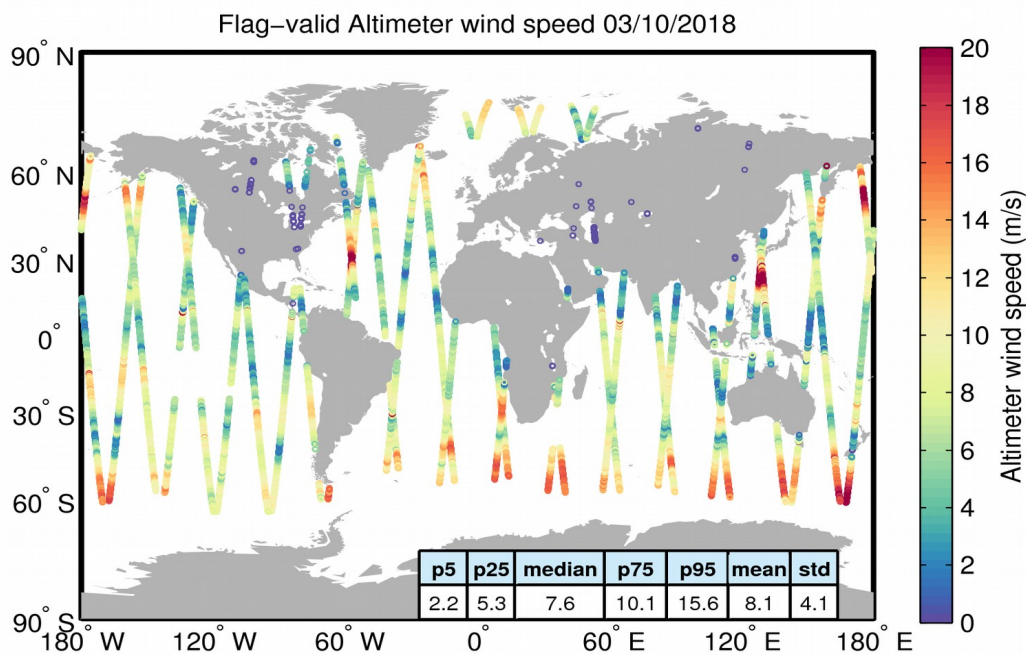 Flag-valid Altimeter wind speed 03/10/2018
90° N
60° N
30° N
0°
30° S
60° S
90° S
180° W
120° W
60° W
0°
60° E
120° E
180° E
p5 p25 median p75 p95 mean std
2.2 5.3 7.6 10.1 15.6 8.1 4.1
20
18
16
14
12
10
8
6
4
2
0
Altimeter wind speed (m/s)